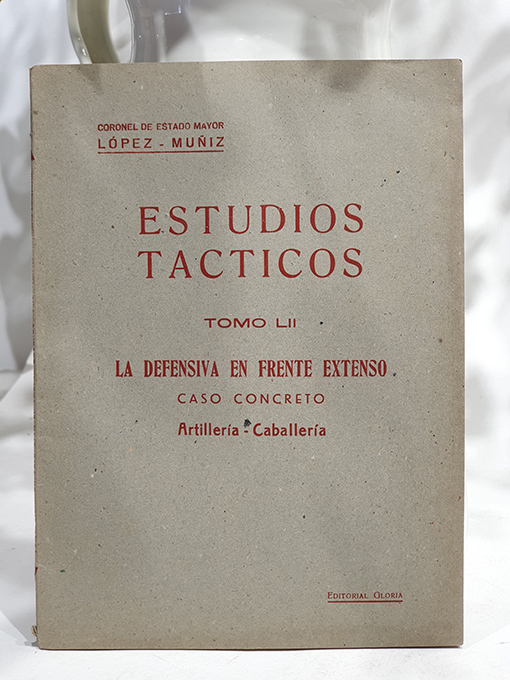 CORONEL DE ESTADO MAYOR
LÓPEZ - MUÑIZ
ESTUDIOS
TACTICOS
TOMO LII
LA DEFENSIVA EN FRENTE EXTENSO
CASO CONCRETO
Artillería - Caballería
EDITORIAL GLORIA